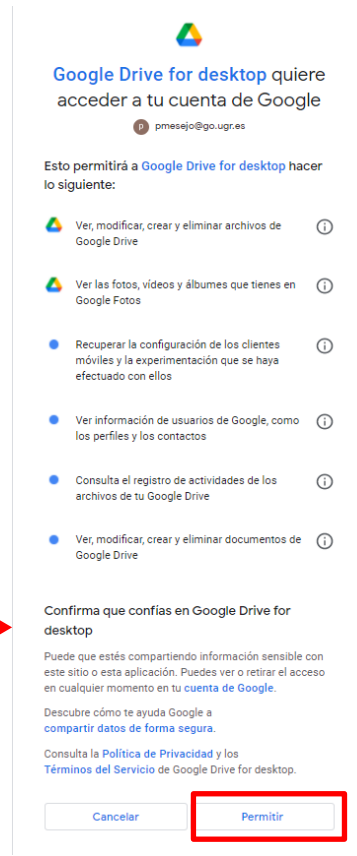 Google Drive for desktop quiere
acceder a tu cuenta de Google
P pmesejo@go.ugr.es
Esto permitirá a Google Drive for desktop hacer
lo siguiente:
Ver, modificar, crear y eliminar archivos de
Google Drive
Ver las fotos, vídeos y álbumes que tienes en
Google Fotos
Recuperar la configuración de los clientes
móviles y la experimentación que se haya
efectuado con ellos
Ver información de usuarios de Google, como
los perfiles y los contactos
Consulta el registro de actividades de los
archivos de tu Google Drive
Ver, modificar, crear y eliminar documentos de
Google Drive
Confirma que confías en Google Drive for
desktop
Puede que estés compartiendo información sensible con
este sitio o esta aplicación. Puedes ver o retirar el acceso
en cualquier momento en tu cuenta de Google.
Descubre cómo te ayuda Google a
compartir datos de forma segura.
Consulta la Política de Privacidad y los
Términos del Servicio de Google Drive for desktop.
Cancelar Permitir